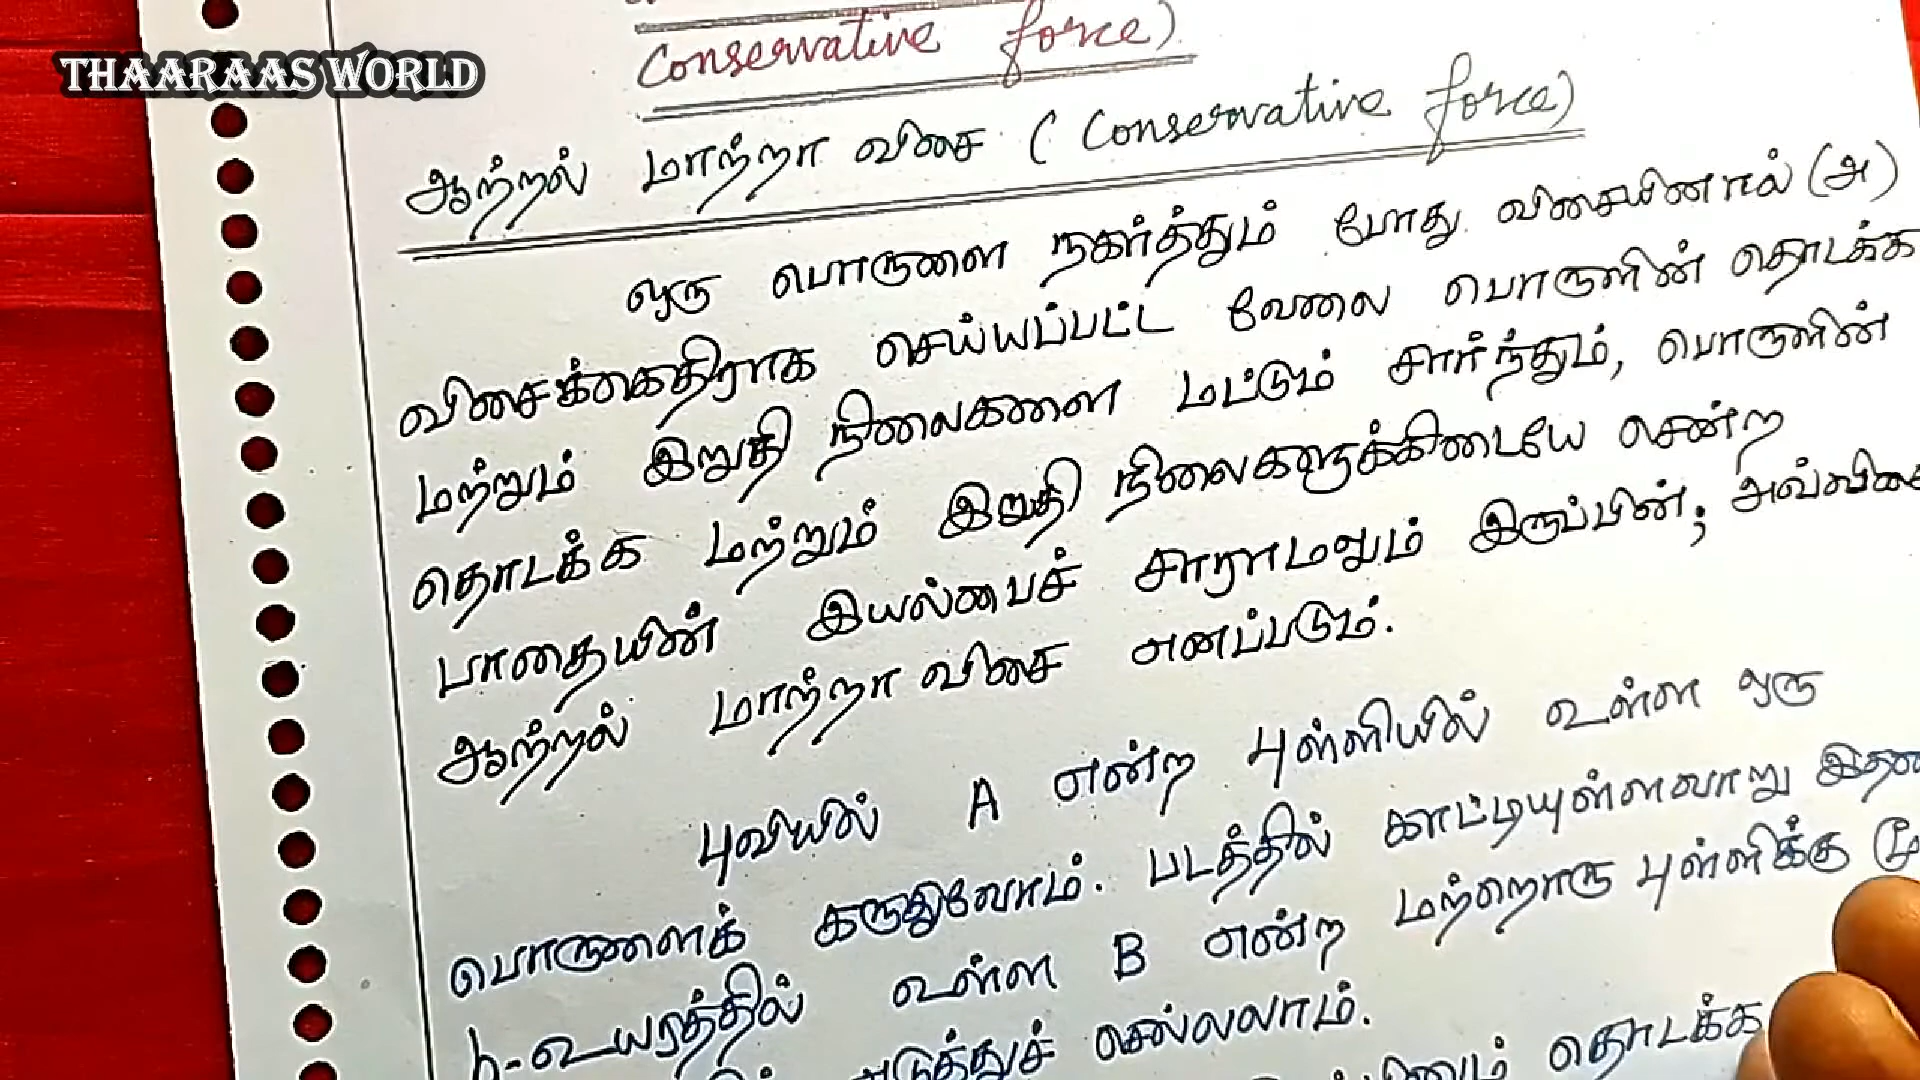 THAARAAS WORLD
Conservative force)
ஆற்றல் மாற்றா விசை (Conservative force)
ஒரு பொருளை நகர்த்தும் போது விசையினால் (அ)
விசைக்கெதிராக செய்யப்பட்ட வேலை பொருளின் தொடக்க
மற்றும் இறுதி நிலைகளை மட்டும் சார்ந்தும், பொருளின்
தொடக்க மற்றும் இறுதி நிலைகளுக்கிடையே சென்ற
பாதையின் இயல்பைச் சாராமலும் இருப்பின்; அவ்விசை
ஆற்றல் மாற்றா விசை எனப்படும்.
புவியில் A என்ற புள்ளியில் உள்ள ஒரு
பொருளைக் கருதுவோம். படத்தில் காட்டியுள்ளவாறு
h-உயரத்தில் உள்ள B என்ற மற்றொரு புள்ளிக்கு
எடுத்துச் செல்லலாம்.
தொடக்க